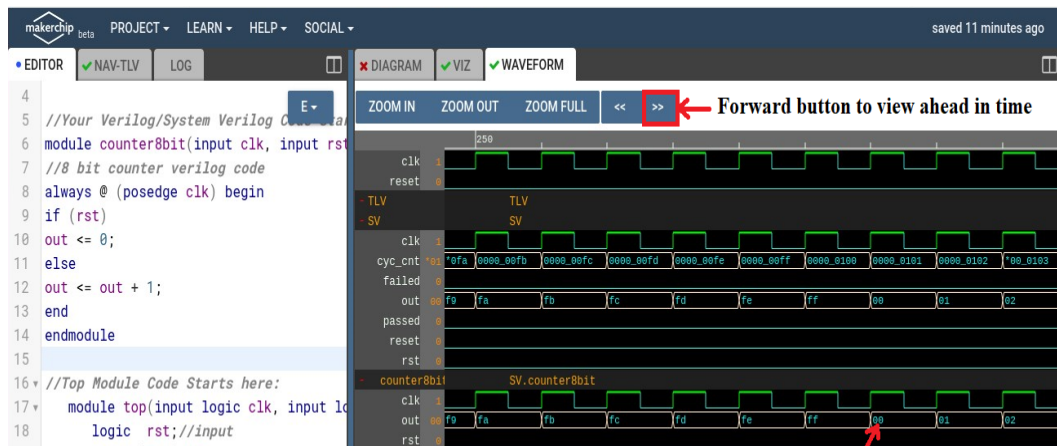 makerchip beta PROJECT LEARN HELP SOCIAL saved 11 minutes ago
EDITOR NAV-TLV LOG
DIAGRAM VIZ WAVEFORM
E
ZOOM IN ZOOM OUT ZOOM FULL << >> Forward button to view ahead in time
4
5 //Your Verilog/System Verilog
6 module counter8bit(input clk, input rst
7 //8 bit counter verilog code
8 always @ (posedge clk) begin
9 if (rst)
10 out <= 0;
11 else
12 out <= out + 1;
13 end
14 endmodule
15
16 //Top Module Code Starts here:
17 module top(input logic clk, input lo
18 logic rst;//input
250
clk 1
reset 0
- TLV TLV
- SV SV
clk 1
cyc_cnt *01 *0fa 0000_00fb 0000_00fc 0000_00fd 0000_00fe 0000_00ff 0000_0100 0000_0101 0000_0102 *00_0103
failed 0
out 00 f9 fa fb fc fd fe ff 00 01 02
passed 0
reset 0
rst 0
- counter8bit SV.counter8bit
clk 1
out 00 f9 fa fb fc fd fe ff 00 01 02
rst 0